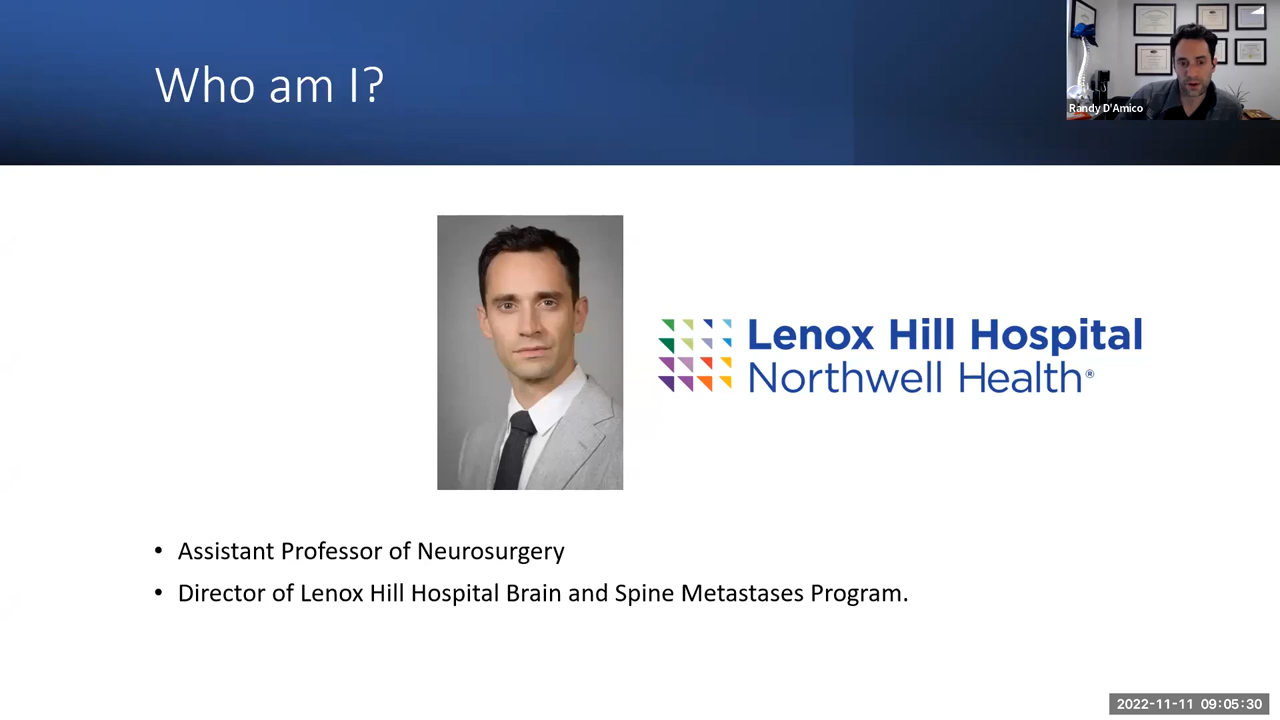 Who am I?
Randy D'Amico
Lenox Hill Hospital
Northwell Health®
• Assistant Professor of Neurosurgery
• Director of Lenox Hill Hospital Brain and Spine Metastases Program.
2022-11-11 09:05:30